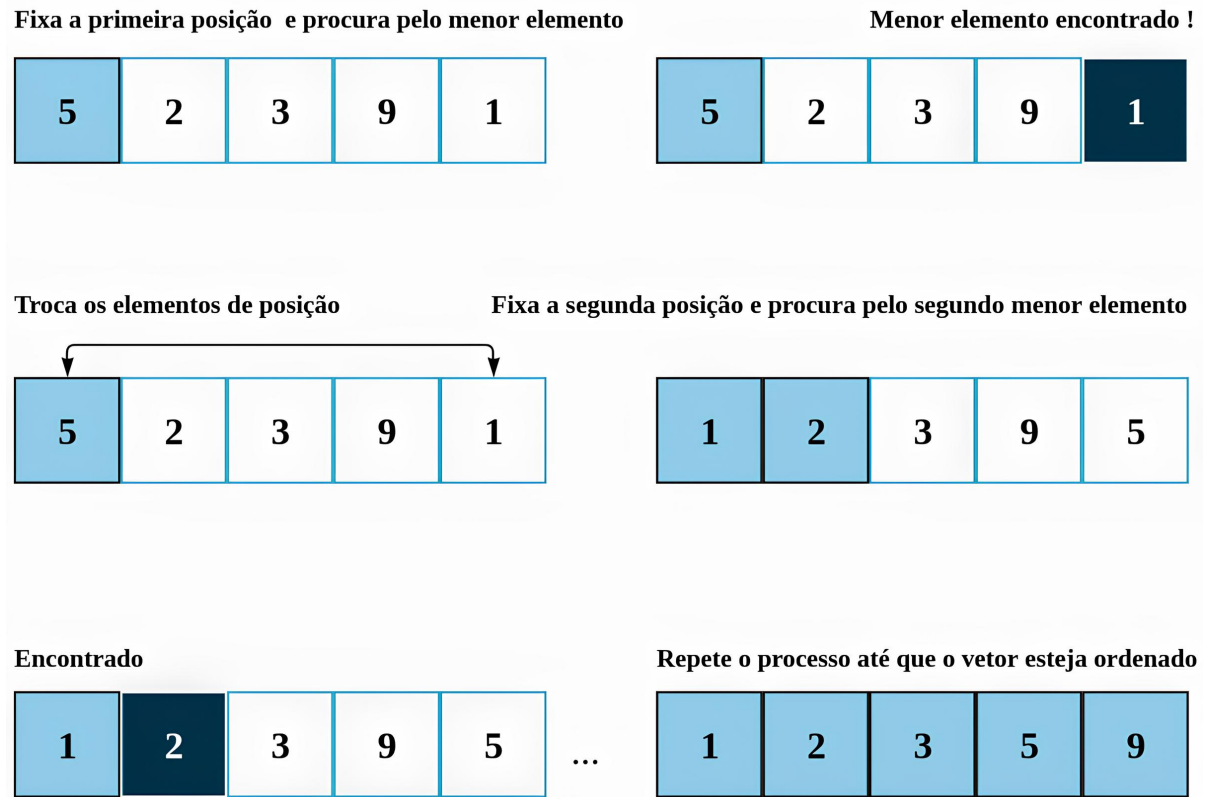 Fixa a primeira posição  e procura pelo menor elemento
Menor elemento encontrado !
5 2 3 9 1
5 2 3 9 1
Troca os elementos de posição
Fixa a segunda posição e procura pelo segundo menor elemento
5 2 3 9 1
1 2 3 9 5
Encontrado
Repete o processo até que o vetor esteja ordenado
1 2 3 9 5
...
1 2 3 5 9